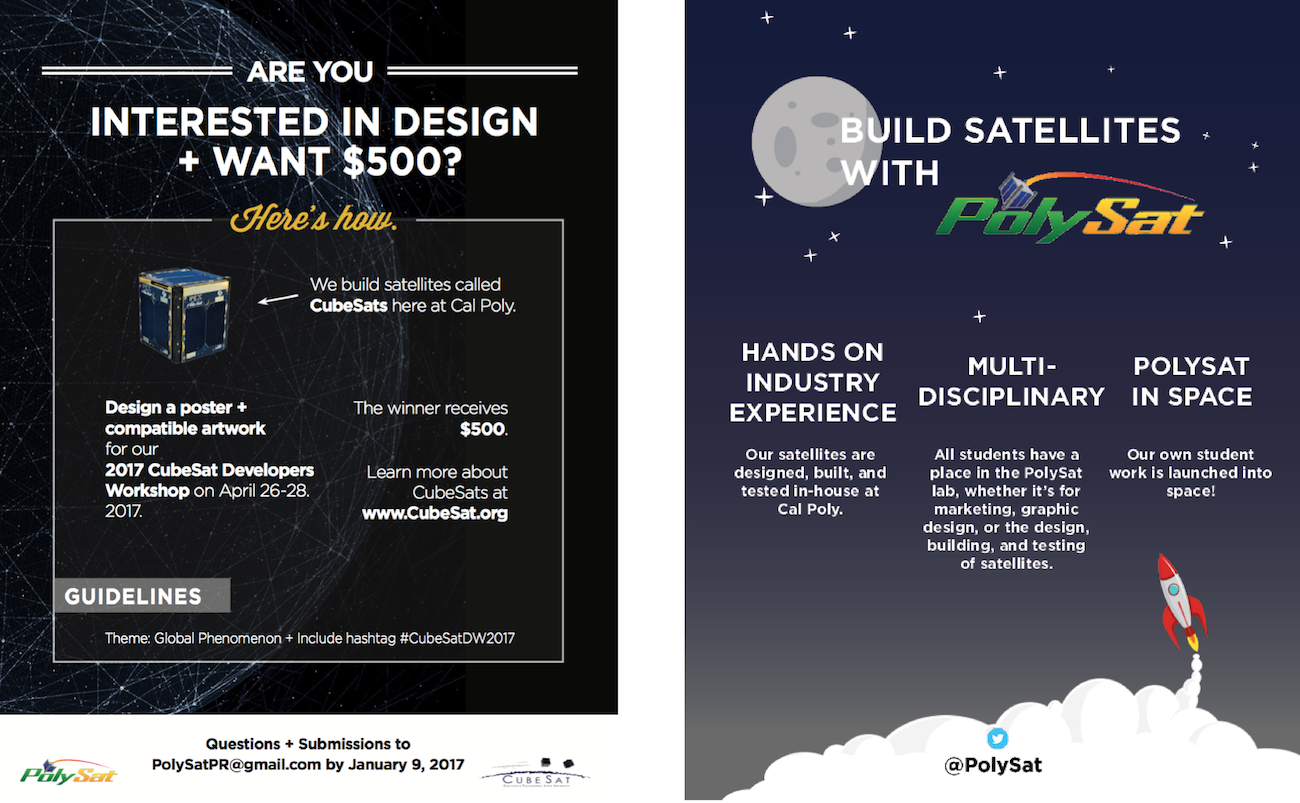 ARE YOU
INTERESTED IN DESIGN
+ WANT $500?
Here's how.
We build satellites called
CubeSats here at Cal Poly.
Design a poster +
compatible artwork
for our
2017 CubeSat Developers
Workshop on April 26-28.
2017.
The winner receives
$500.
Learn more about
CubeSats at
www.CubeSat.org
GUIDELINES
Theme: Global Phenomenon + Include hashtag #CubeSatDW2017
Questions + Submissions to
PolySatPR@gmail.com by January 9, 2017
PolySat
CUBESAT
BUILD SATELLITES
WITH
PolySat
HANDS ON
INDUSTRY
EXPERIENCE
Our satellites are
designed, built, and
tested in-house at
Cal Poly.
MULTI-
DISCIPLINARY
All students have a
place in the PolySat
lab, whether it's for
marketing, graphic
design, or the design,
building, and testing
of satellites.
POLYSAT
IN SPACE
Our own student
work is launched into
space!
@PolySat